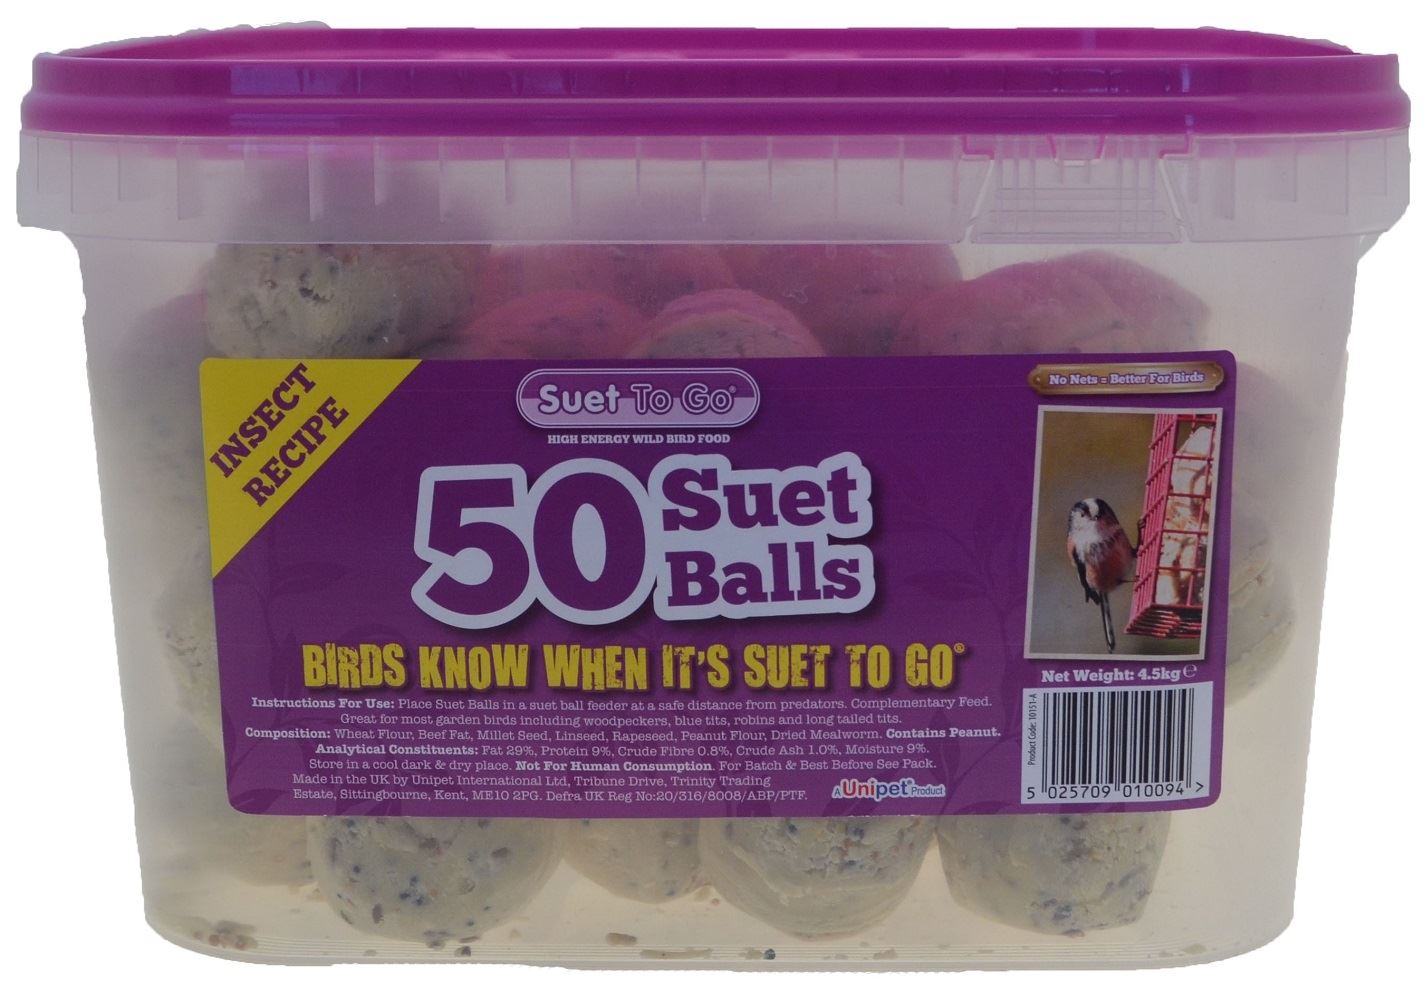 INSECT
RECIPE
Suet To Go®
HIGH ENERGY WILD BIRD FOOD
50 Suet
Balls
BIRDS KNOW WHEN IT'S SUET TO GO®
Instructions For Use: Place Suet Balls in a suet ball feeder at a safe distance from predators. Complementary Feed.
Great for most garden birds including woodpeckers, blue tits, robins and long tailed tits.
Composition: Wheat Flour, Beef Fat, Millet Seed, Linseed, Rapeseed, Peanut Flour, Dried Mealworm. Contains Peanut.
Analytical Constituents: Fat 29%, Protein 9%, Crude Fibre 0.8%, Crude Ash 1.0%, Moisture 9%.
Store in a cool dark & dry place. Not For Human Consumption. For Batch & Best Before See Pack.
Made in the UK by Unipet International Ltd, Tribune Drive, Trinity Trading
Estate, Sittingbourne, Kent, ME10 2PG. Defra UK Reg No:20/316/8008/ABP/PTF.
A Unipet® Product
No Nets = Better For Birds
Net Weight: 4.5kg ℮
Product Code: 10151-A
5 025709 010094 >